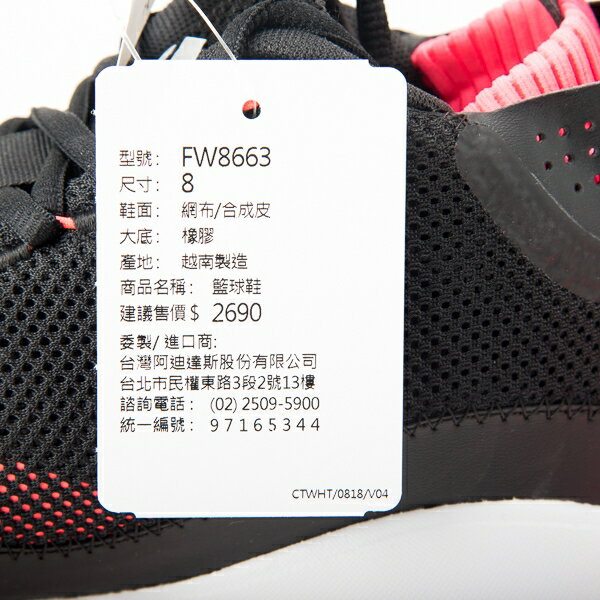 型號： FW8663
尺寸： 8
鞋面： 網布/合成皮
大底： 橡膠
產地： 越南製造
商品名稱： 籃球鞋
建議售價$ 2690
委製/進口商:
台灣阿迪達斯股份有限公司
台北市民權東路3段2號13樓
諮詢電話： (02) 2509-5900
統一編號： 97165344
CTWHT/0818/V04